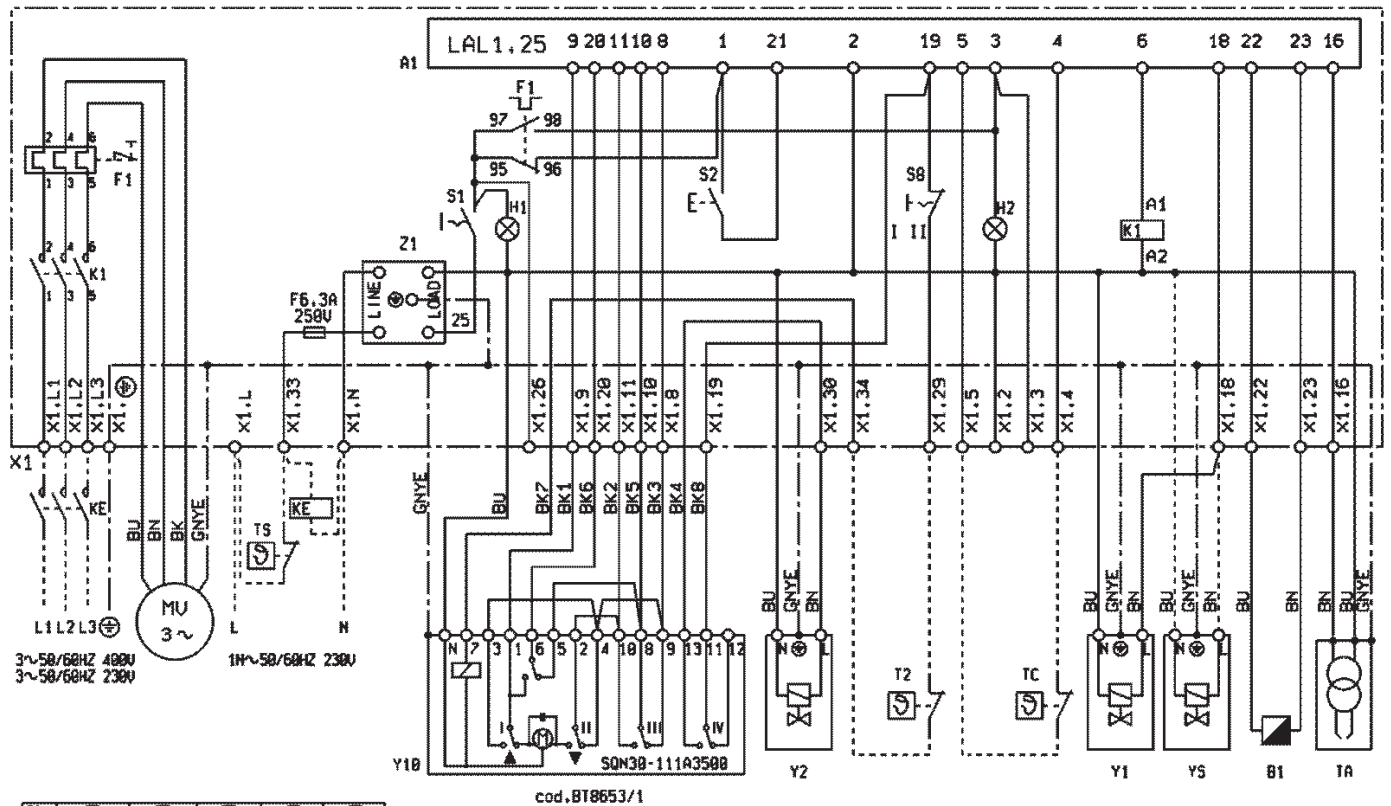 LAL1.25 9 20 11 10 8 1 21 2 19 5 3 4 6 18 22 23 16
A1
F1
97 98
95 96
2 4 6
F1
1 3 5
S1
H1
S2
S8
I II
H2
A1
K1
A2
2 4 6
K1
1 3 5
Z1
F6.3A
250V
LINE
LOAD
25
X1.L1
X1.L2
X1.L3
X1.
X1.L
X1.33
X1.N
X1.26
X1.9
X1.20
X1.11
X1.10
X1.8
X1.19
X1.30
X1.34
X1.29
X1.5
X1.2
X1.3
X1.4
X1.18
X1.22
X1.23
X1.16
X1
KE
BU
BN
BK
GNYE
TS
KE
GNYE
BU
BK7
BK1
BK6
BK2
BK5
BK3
BK4
BK8
BU
GNYE
BN
BU
GNYE
BN
BU
GNYE
BN
BU
BN
BN
BU
GNYE
MV
3~
L1 L2 L3
L
N
3~50/60HZ 400V
3~50/60HZ 230V
1N~50/60HZ 230V
N 7 3 1 6 5 2 4 10 8 9 13 11 12
I
M
II
III
IV
SQN30-111A3500
Y10
cod.BT8653/1
N L
Y2
T2
TC
N L
Y1
N L
YS
B1
TA